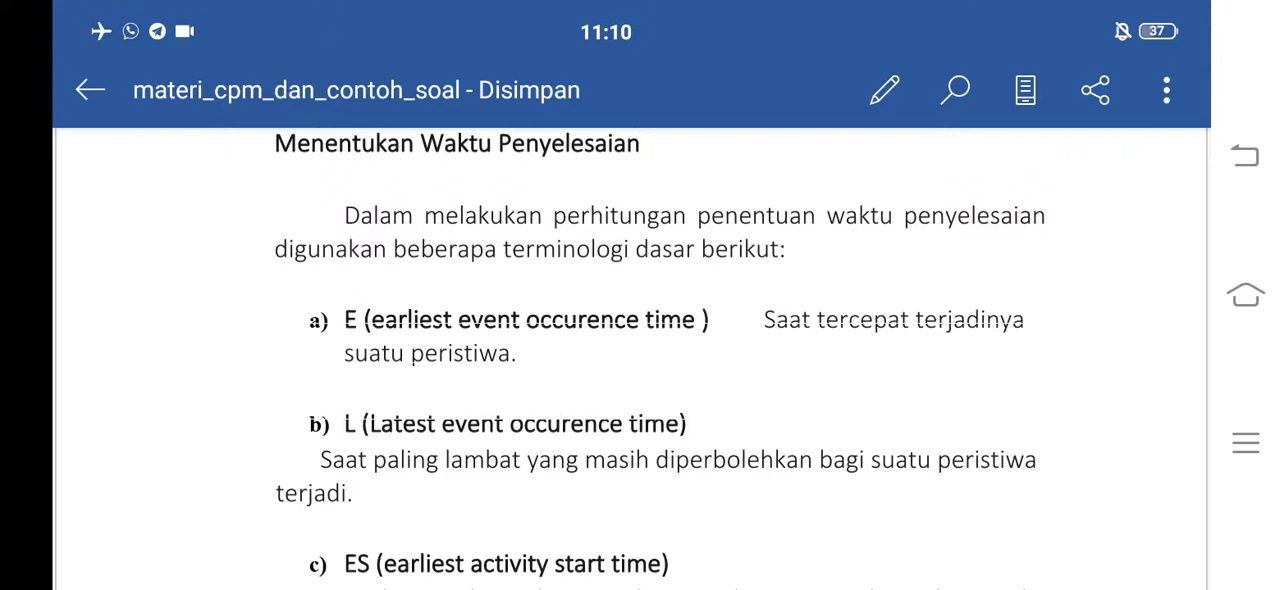 11:10
37
materi_cpm_dan_contoh_soal - Disimpan
Menentukan Waktu Penyelesaian
Dalam melakukan perhitungan penentuan waktu penyelesaian
digunakan beberapa terminologi dasar berikut:
a) E (earliest event occurence time ) Saat tercepat terjadinya
suatu peristiwa.
b) L (Latest event occurence time)
Saat paling lambat yang masih diperbolehkan bagi suatu peristiwa
terjadi.
c) ES (earliest activity start time)